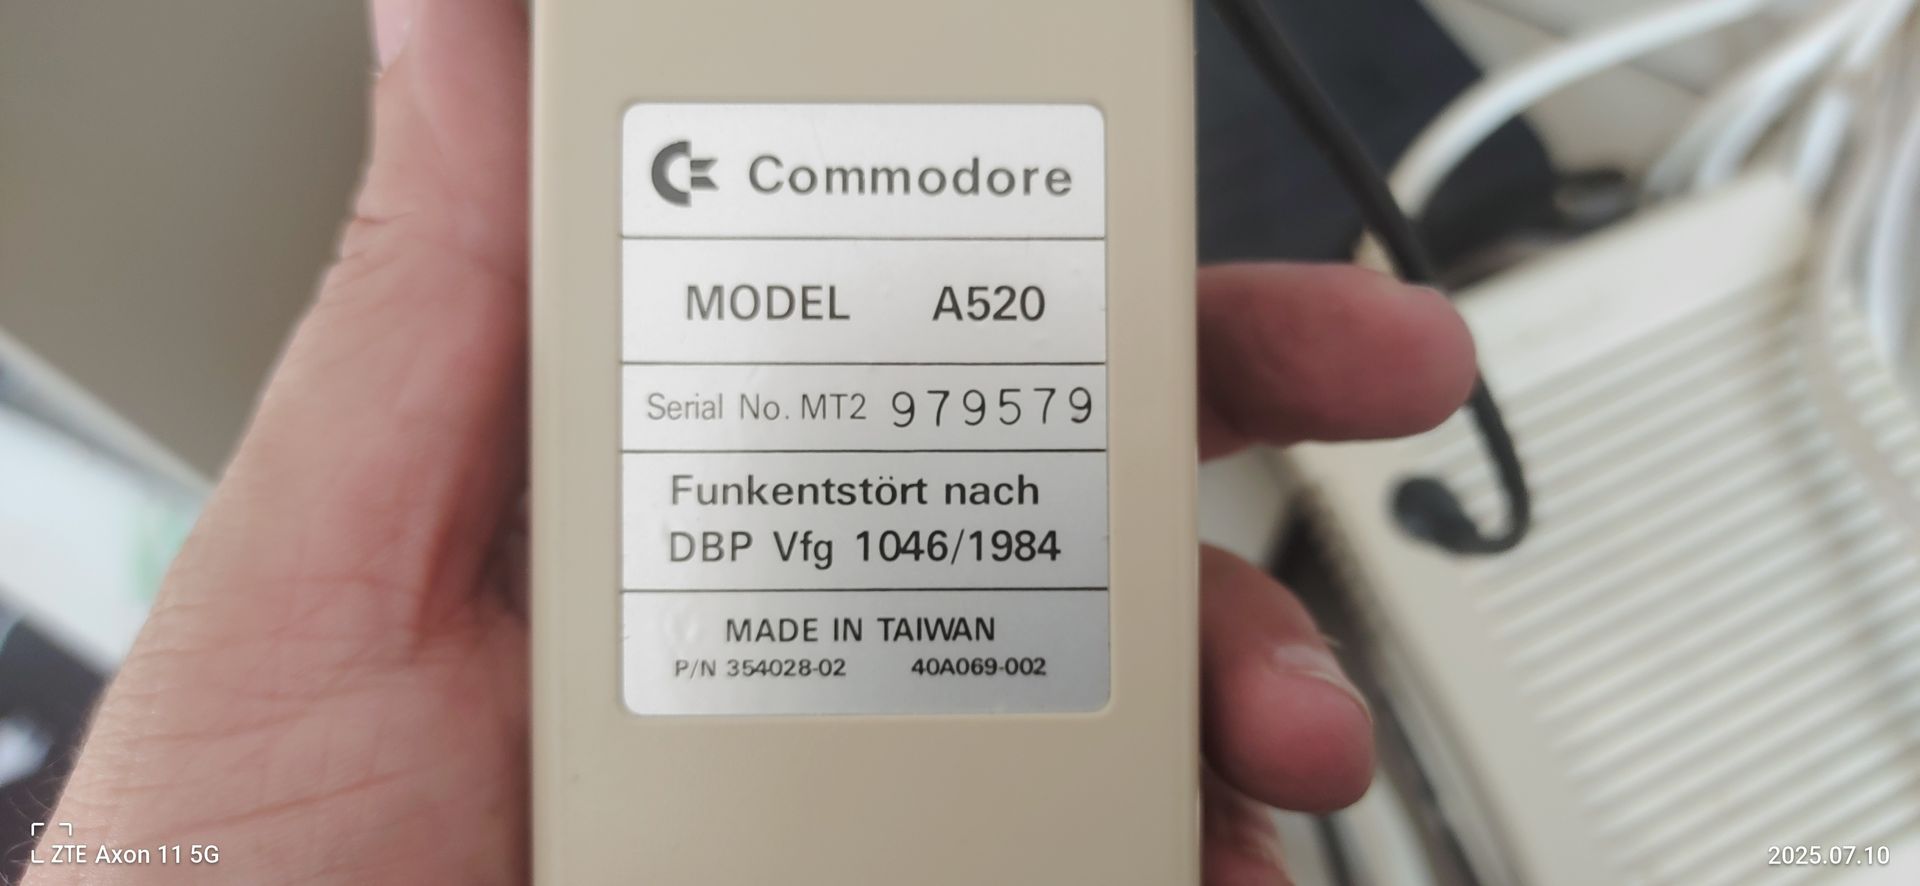 Commodore
MODEL A520
Serial No. MT2 979579
Funkentstört nach
DBP Vfg 1046/1984
MADE IN TAIWAN
P/N 354028-02 40A069-002
ZTE Axon 11 5G
2025.07.10